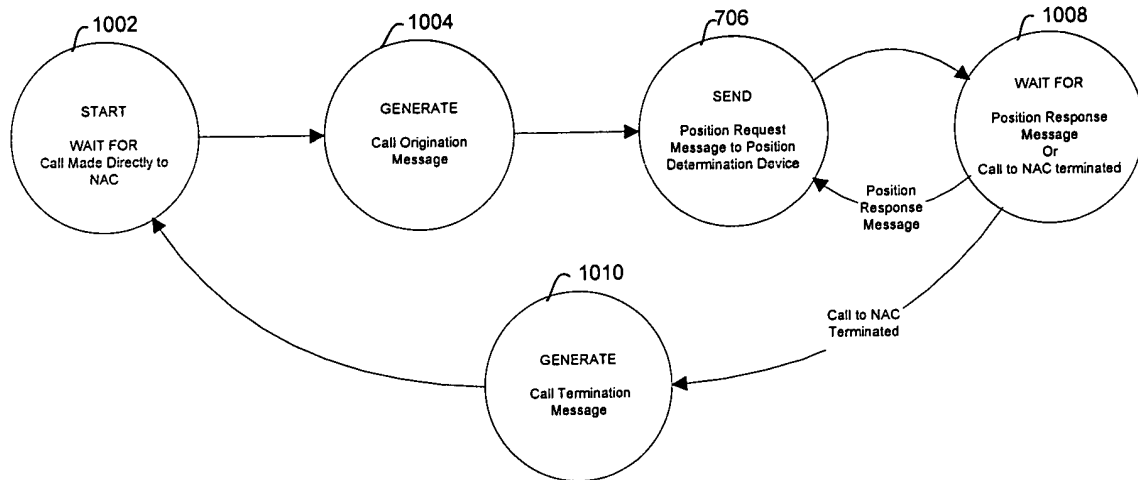 1002
START
WAIT FOR
Call Made Directly to
NAC
1004
GENERATE
Call Origination
Message
706
SEND
Position Request
Message to Position
Determination Device
1008
WAIT FOR
Position Response
Message
Or
Call to NAC terminated
Position
Response
Message
Call to NAC
Terminated
1010
GENERATE
Call Termination
Message